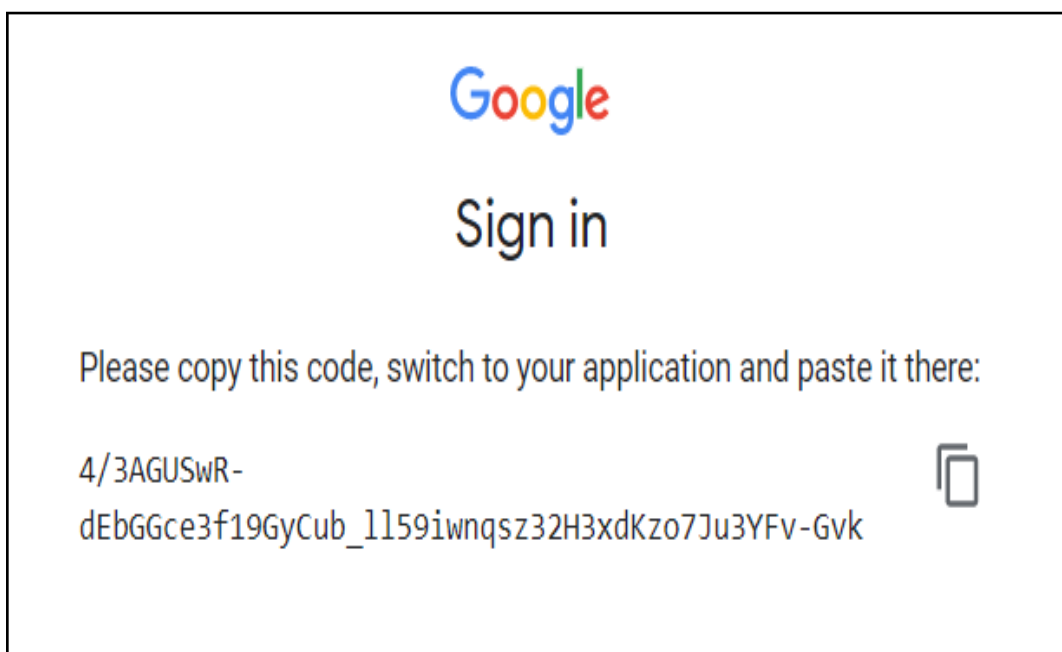 Google
Sign in
Please copy this code, switch to your application and paste it there:
4/3AGUSwR-
dEbGGce3f19GyCub_ll59iwnqsz32H3xdKzo7Ju3YFv-Gvk